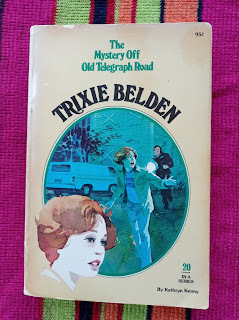 95¢
The
Mystery Off
Old Telegraph Road
TRIXIE BELDEN
20
IN A
SERIES
By Kathryn Kenny